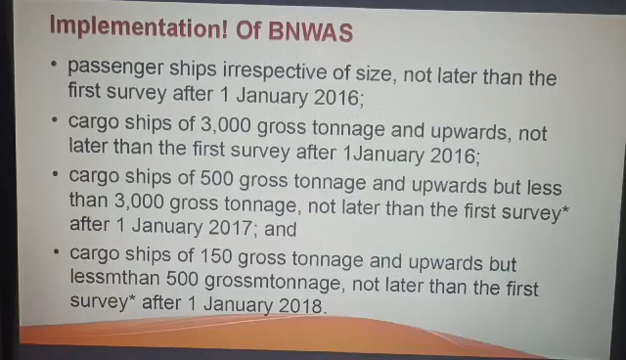 Implementation! Of BNWAS
• passenger ships irrespective of size, not later than the
first survey after 1 January 2016;
• cargo ships of 3,000 gross tonnage and upwards, not
later than the first survey after 1January 2016;
• cargo ships of 500 gross tonnage and upwards but less
than 3,000 gross tonnage, not later than the first survey*
after 1 January 2017; and
• cargo ships of 150 gross tonnage and upwards but
lessmthan 500 grossmtonnage, not later than the first
survey* after 1 January 2018.